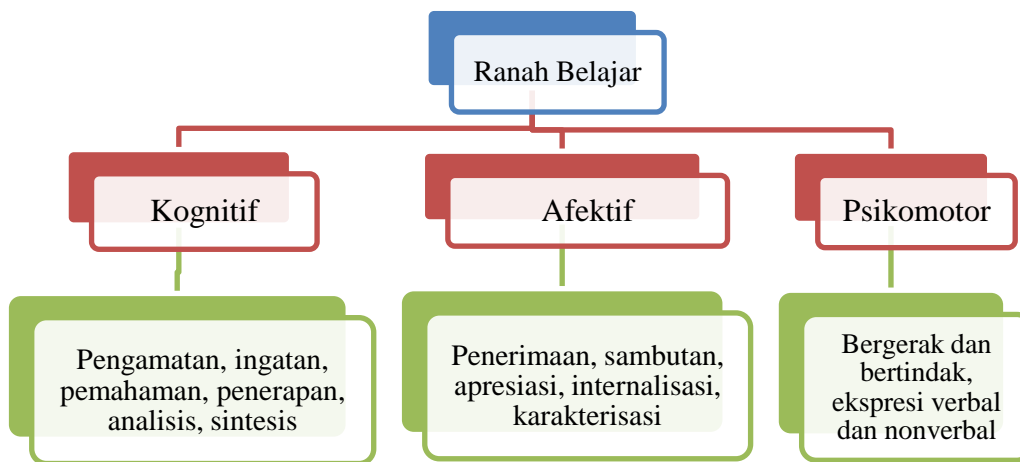 Ranah Belajar
Kognitif
Afektif
Psikomotor
Pengamatan, ingatan,
pemahaman, penerapan,
analisis, sintesis
Penerimaan, sambutan,
apresiasi, internalisasi,
karakterisasi
Bergerak dan
bertindak,
ekspresi verbal
dan nonverbal